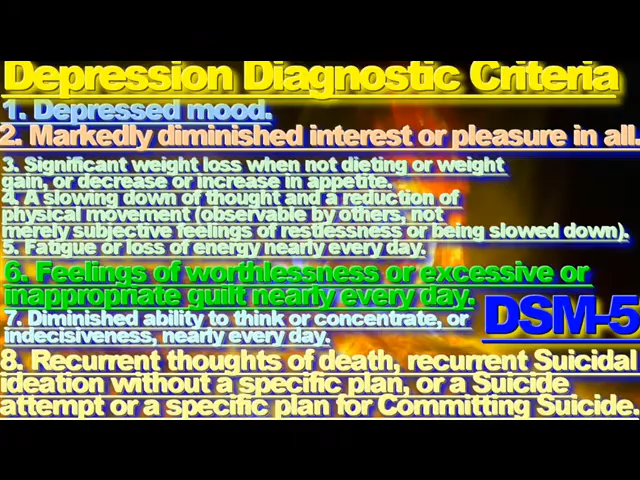 Depression Diagnostic Criteria
1. Depressed mood.
2. Markedly diminished interest or pleasure in all.
3. Significant weight loss when not dieting or weight
gain, or decrease or increase in appetite.
4. A slowing down of thought and a reduction of
physical movement (observable by others, not
merely subjective feelings of restlessness or being slowed down).
5. Fatigue or loss of energy nearly every day.
6. Feelings of worthlessness or excessive or
inappropriate guilt nearly every day.
7. Diminished ability to think or concentrate, or
indecisiveness, nearly every day.
DSM-5
8. Recurrent thoughts of death, recurrent Suicidal
ideation without a specific plan, or a Suicide
attempt or a specific plan for Committing Suicide.